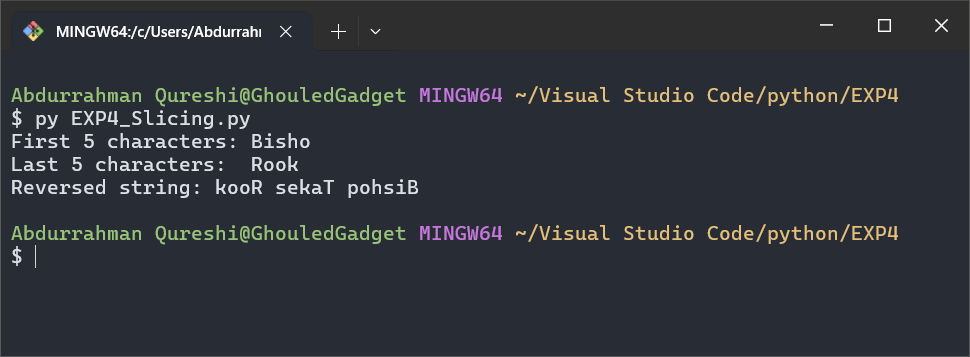 MINGW64:/c/Users/Abdurrahm
Abdurrahman Qureshi@GhouledGadget MINGW64 ~/Visual Studio Code/python/EXP4
$ py EXP4_Slicing.py
First 5 characters: Bisho
Last 5 characters:  Rook
Reversed string: kooR sekaT pohsiB
Abdurrahman Qureshi@GhouledGadget MINGW64 ~/Visual Studio Code/python/EXP4
$